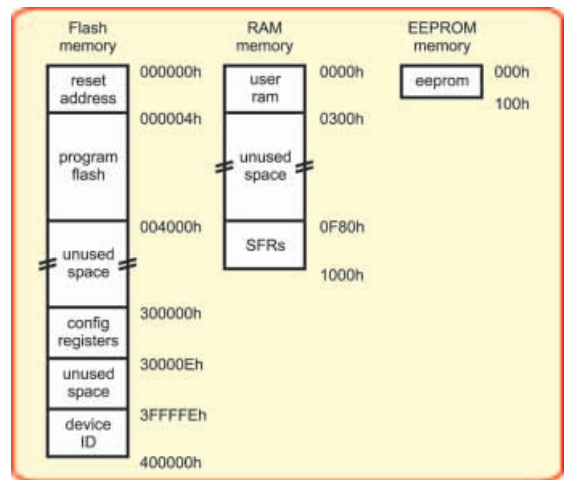 Flash
memory
reset
address
program
flash
unused
space
config
registers
unused
space
device
ID
000000h
000004h
004000h
300000h
30000Eh
3FFFFEh
400000h
RAM
memory
user
ram
unused
space
SFRs
0000h
0300h
0F80h
1000h
EEPROM
memory
eeprom
000h
100h